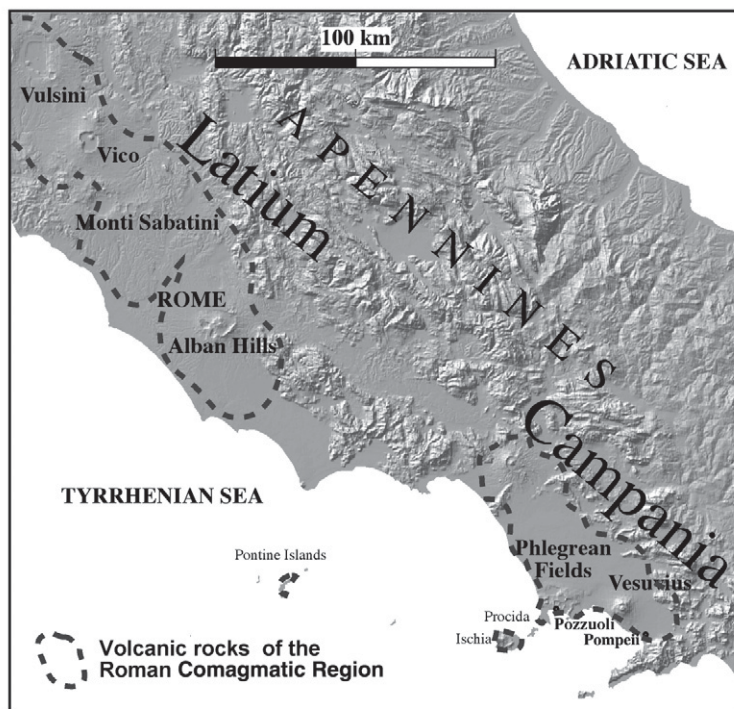 100 km
ADRIATIC SEA
Vulsini
Vico
Latium
APENNINES
Monti Sabatini
ROME
Alban Hills
Campania
TYRRHENIAN SEA
Pontine Islands
Phlegrean
Fields
Vesuvius
Procida
Pozzuoli
Ischia
Pompeii
Volcanic rocks of the
Roman Comagmatic Region